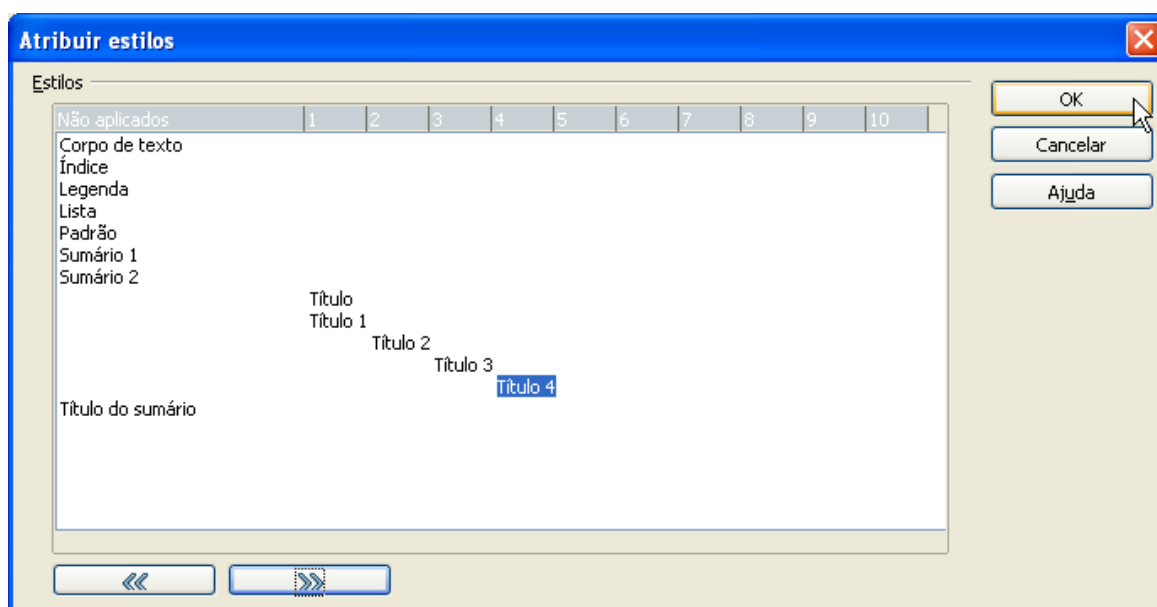 Atribuir estilos
Estilos
OK
Não aplicados 1 2 3 4 5 6 7 8 9 10
Cancelar
Corpo de texto
Índice
Legenda
Ajuda
Lista
Padrão
Sumário 1
Sumário 2
Título
Título 1
Título 2
Título 3
Título 4
Título do sumário